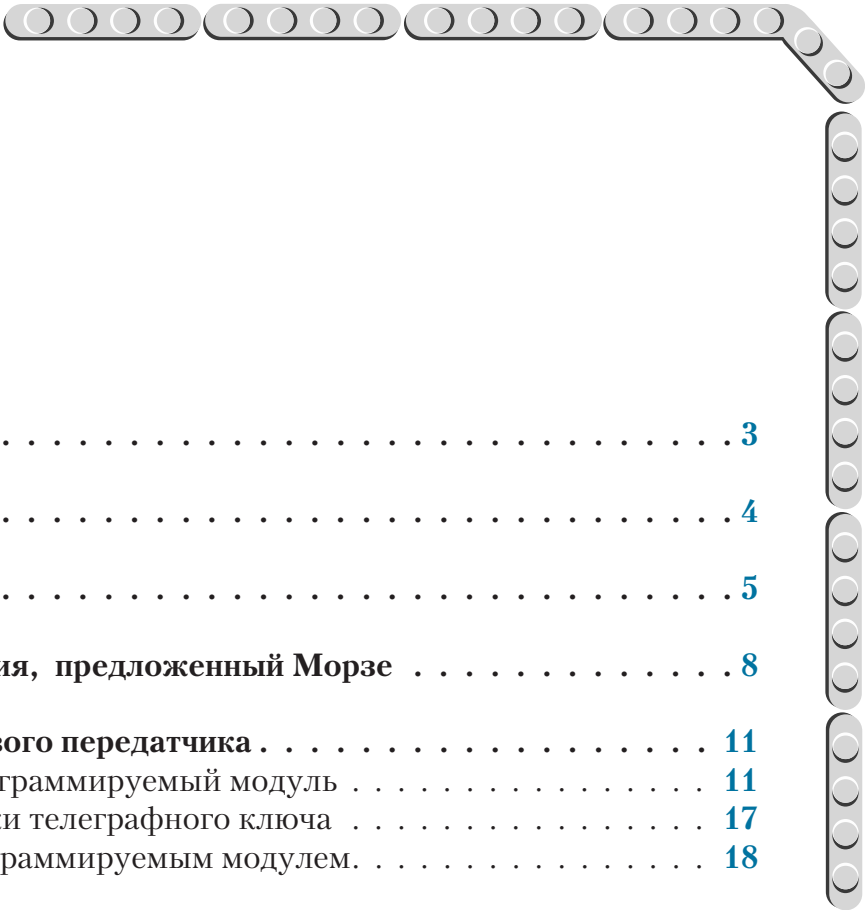 . . . . . . . . . . . . . . . . . . . . . . . . . . . . . . 3
. . . . . . . . . . . . . . . . . . . . . . . . . . . . . . 4
. . . . . . . . . . . . . . . . . . . . . . . . . . . . . . 5
ия, предложенный Морзе . . . . . . . . . . . . . 8
вого передатчика . . . . . . . . . . . . . . . . . . 11
граммируемый модуль . . . . . . . . . . . . . . . 11
и телеграфного ключа . . . . . . . . . . . . . . . 17
раммируемым модулем. . . . . . . . . . . . . . . 18